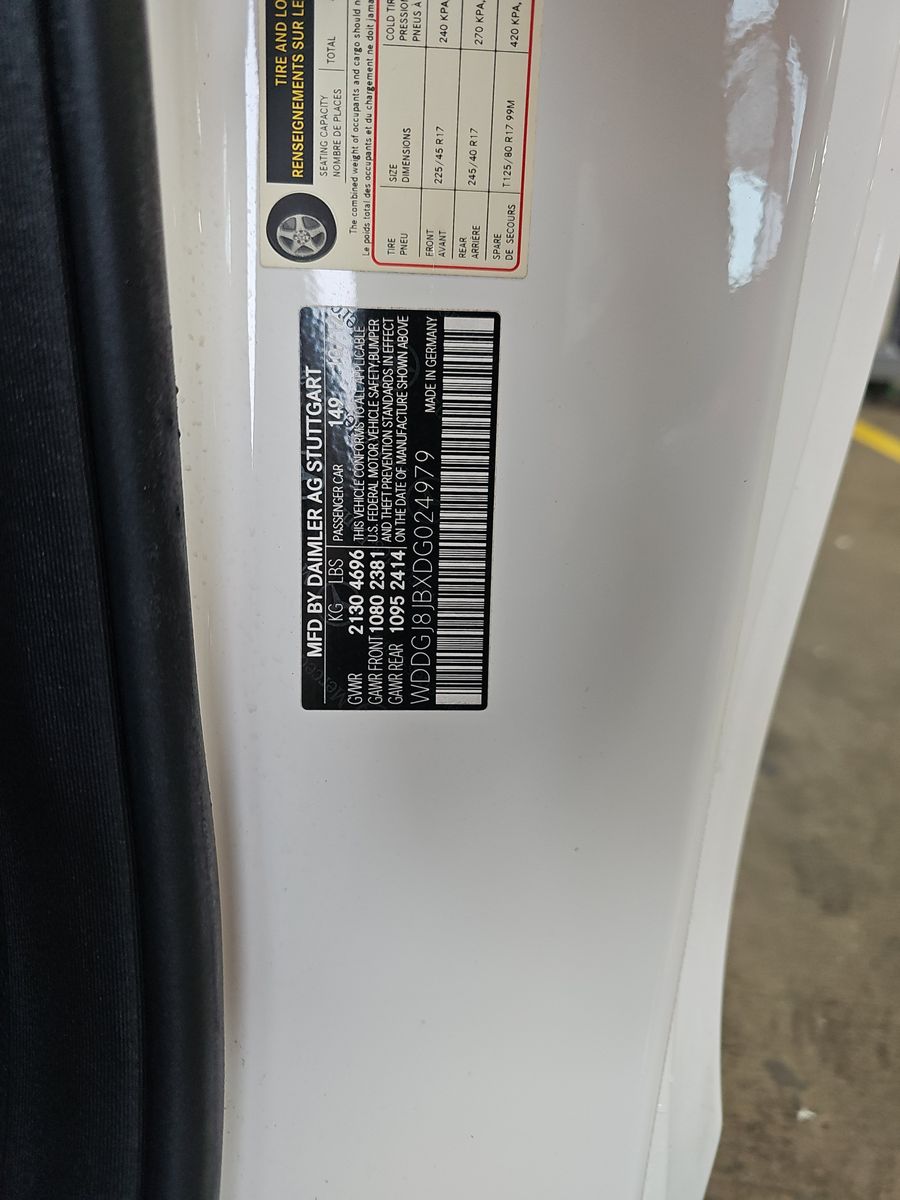 TIRE AND LO
RENSEIGNEMENTS SUR LE
SEATING CAPACITY
NOMBRE DE PLACES
TOTAL
The combined weight of occupants and cargo should n
Le poids total des occupants et du chargement ne doit jama
TIRE
PNEU
SIZE
DIMENSIONS
COLD TI
PRESSIO
PNEUS À
FRONT
AVANT
225/45 R17
240 KPA,
REAR
ARRIÈRE
245/40 R17
270 KPA,
SPARE
DE SECOURS
T125/80 R17 99M
420 KPA,
MFD BY DAIMLER AG STUTTGART
KG LBS PASSENGER CAR 149
GVWR 2130 4696 THIS VEHICLE CONFORMS TO ALL APPLICABLE
GAWR FRONT 1080 2381 U.S. FEDERAL MOTOR VEHICLE SAFETY, BUMPER
GAWR REAR 1095 2414 AND THEFT PREVENTION STANDARDS IN EFFECT
ON THE DATE OF MANUFACTURE SHOWN ABOVE
WDDGJ8JBXDG024979 MADE IN GERMANY